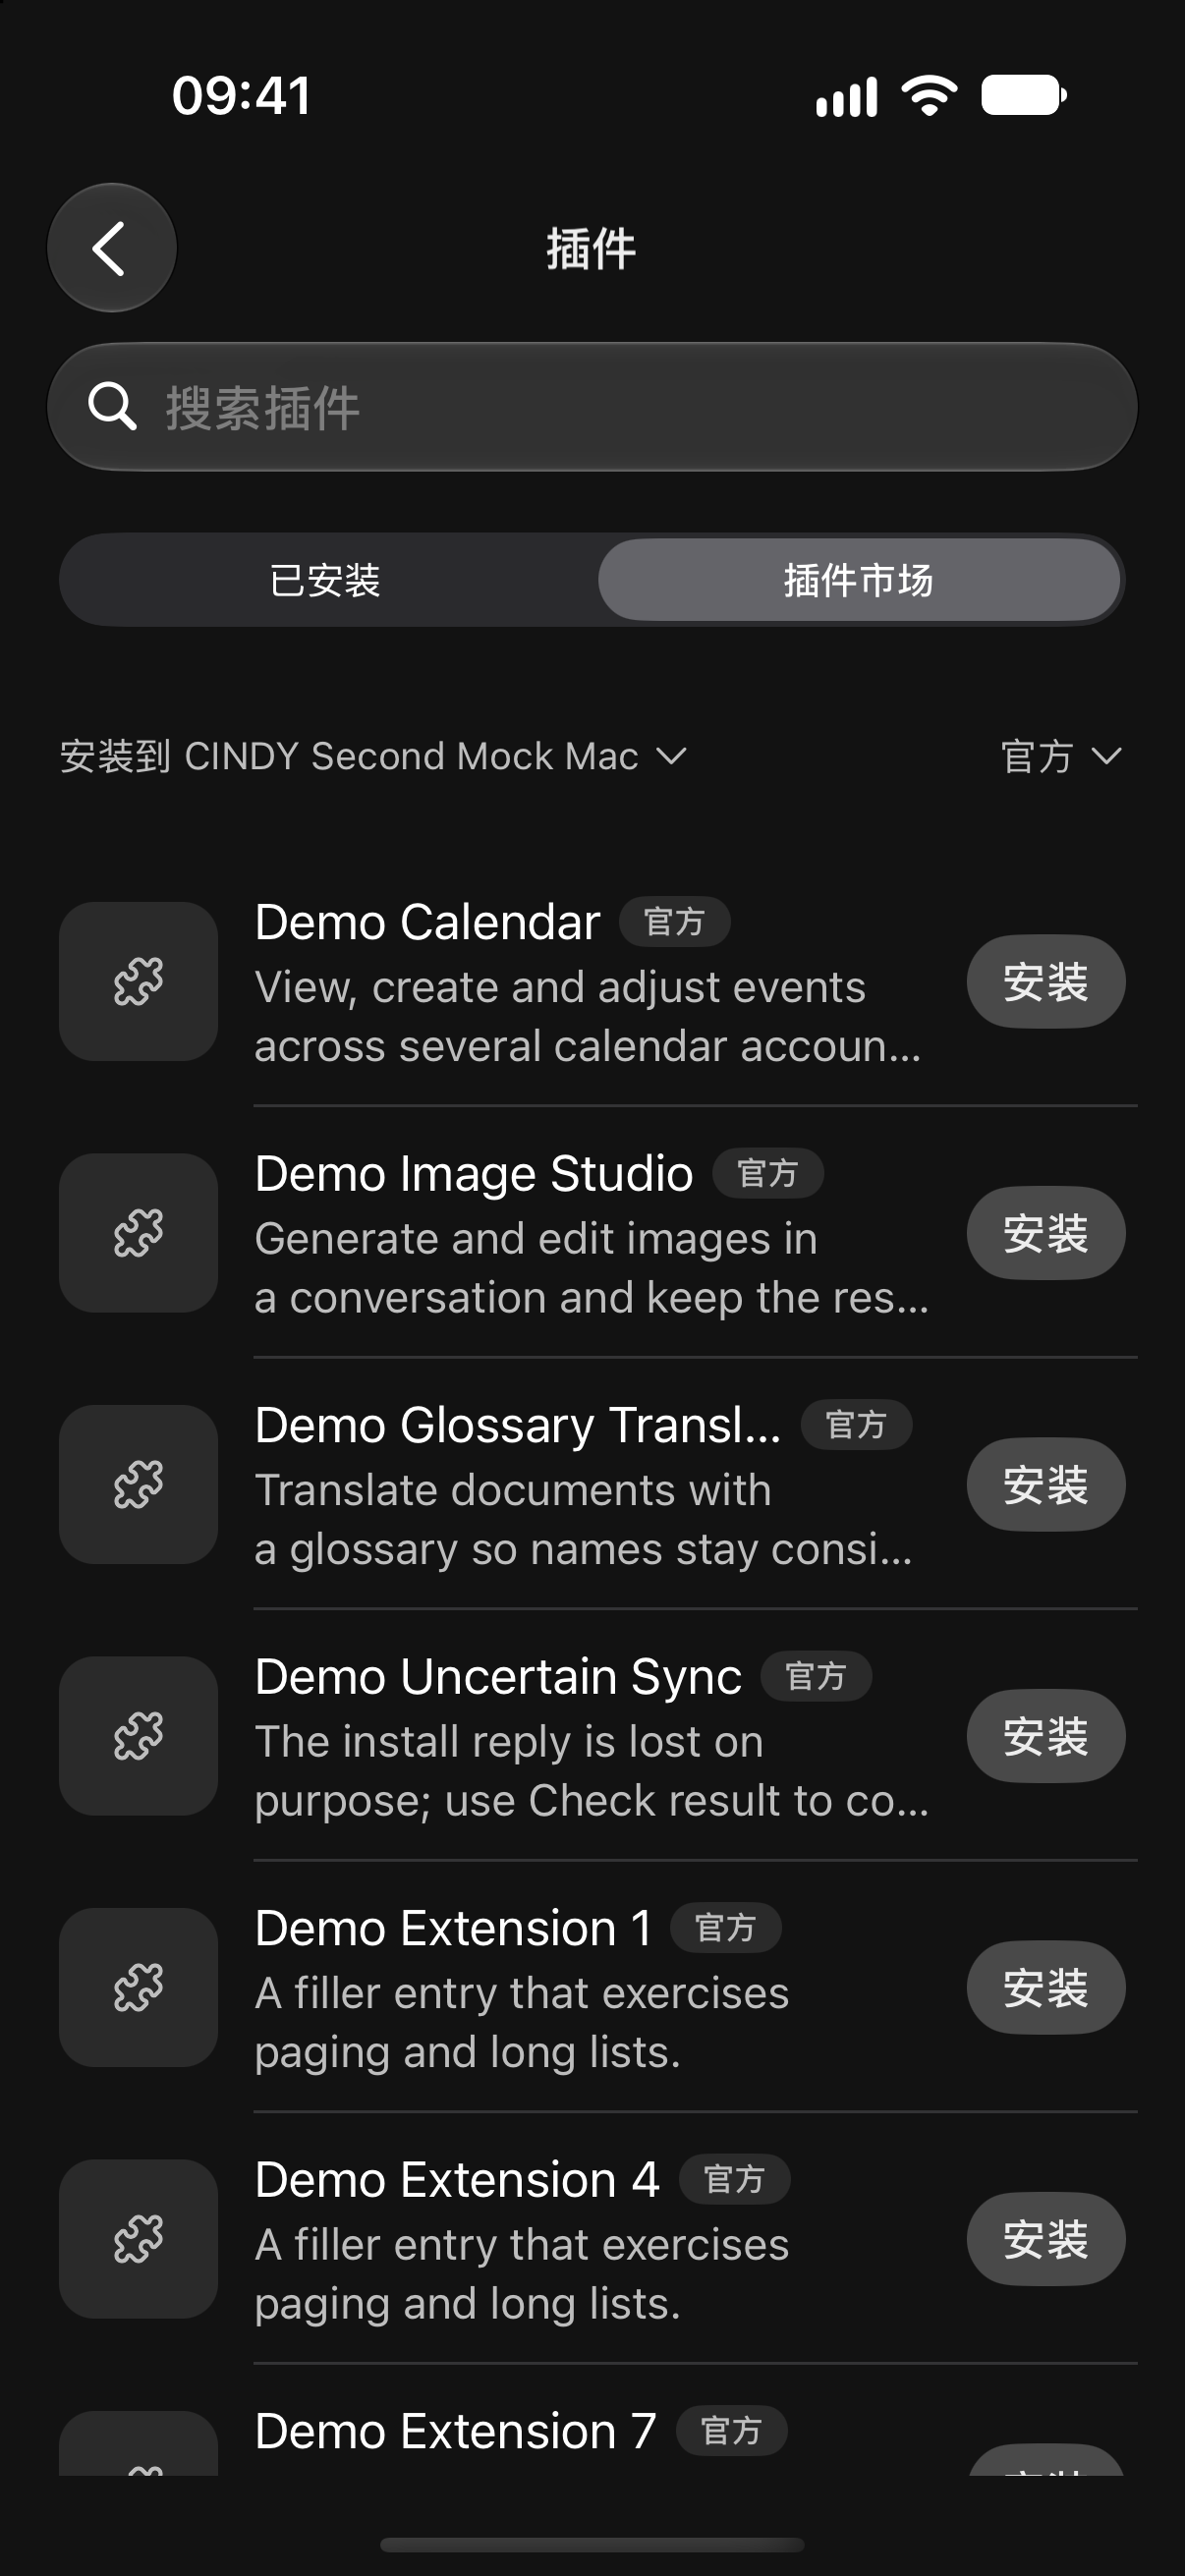 09:41
插件
搜索插件
已安装
插件市场
安装到 CINDY Second Mock Mac
官方
Demo Calendar 官方
View, create and adjust events
across several calendar accoun...
安装
Demo Image Studio 官方
Generate and edit images in
a conversation and keep the res...
安装
Demo Glossary Transl... 官方
Translate documents with
a glossary so names stay consi...
安装
Demo Uncertain Sync 官方
The install reply is lost on
purpose; use Check result to co...
安装
Demo Extension 1 官方
A filler entry that exercises
paging and long lists.
安装
Demo Extension 4 官方
A filler entry that exercises
paging and long lists.
安装
Demo Extension 7 官方